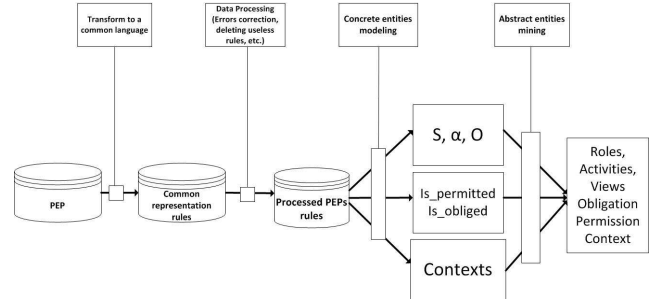 Transform to a
common language
Data Processing
(Errors correction,
deleting useless
rules, etc.)
Concrete entities
modeling
Abstract entities
mining
PEP
Common
representation
rules
Processed PEPs
rules
S, α, O
Is_permitted
Is_obliged
Contexts
Roles,
Activities,
Views
Obligation
Permission
Context